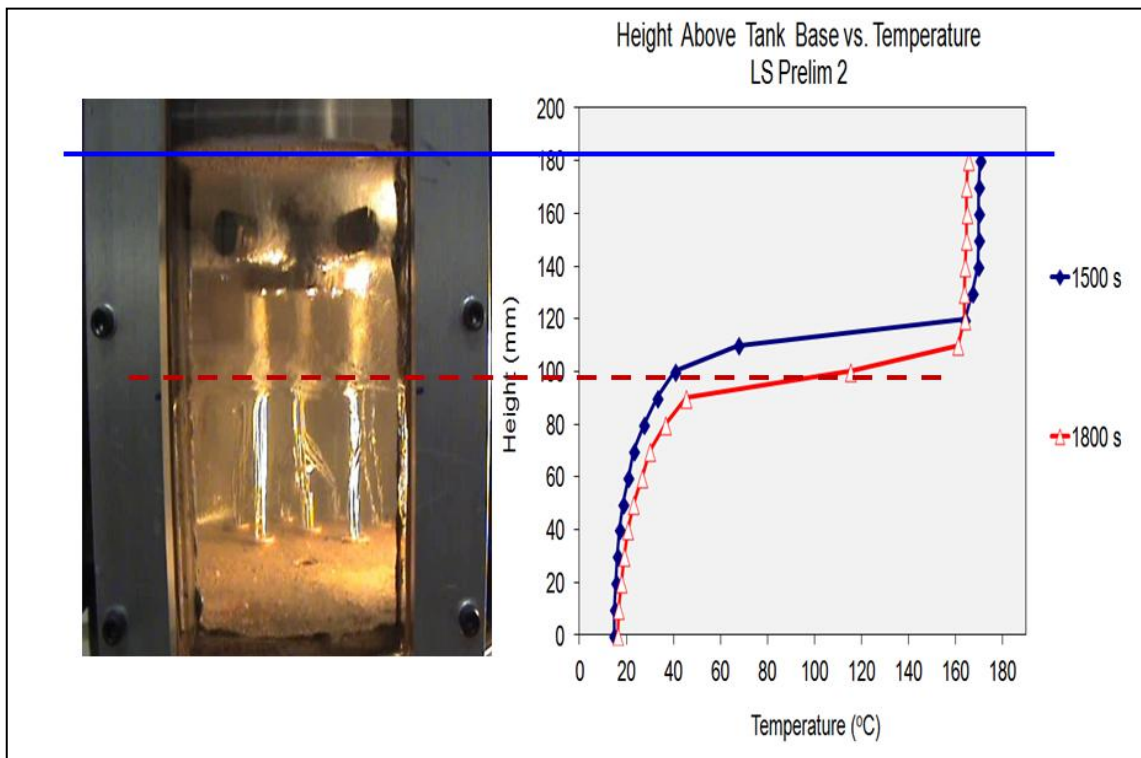 Height Above Tank Base vs. Temperature
LS Prelim 2
Height (mm)
200
180
160
140
120
100
80
60
40
20
0
0 20 40 60 80 100 120 140 160 180
Temperature (°C)
1500 s
1800 s